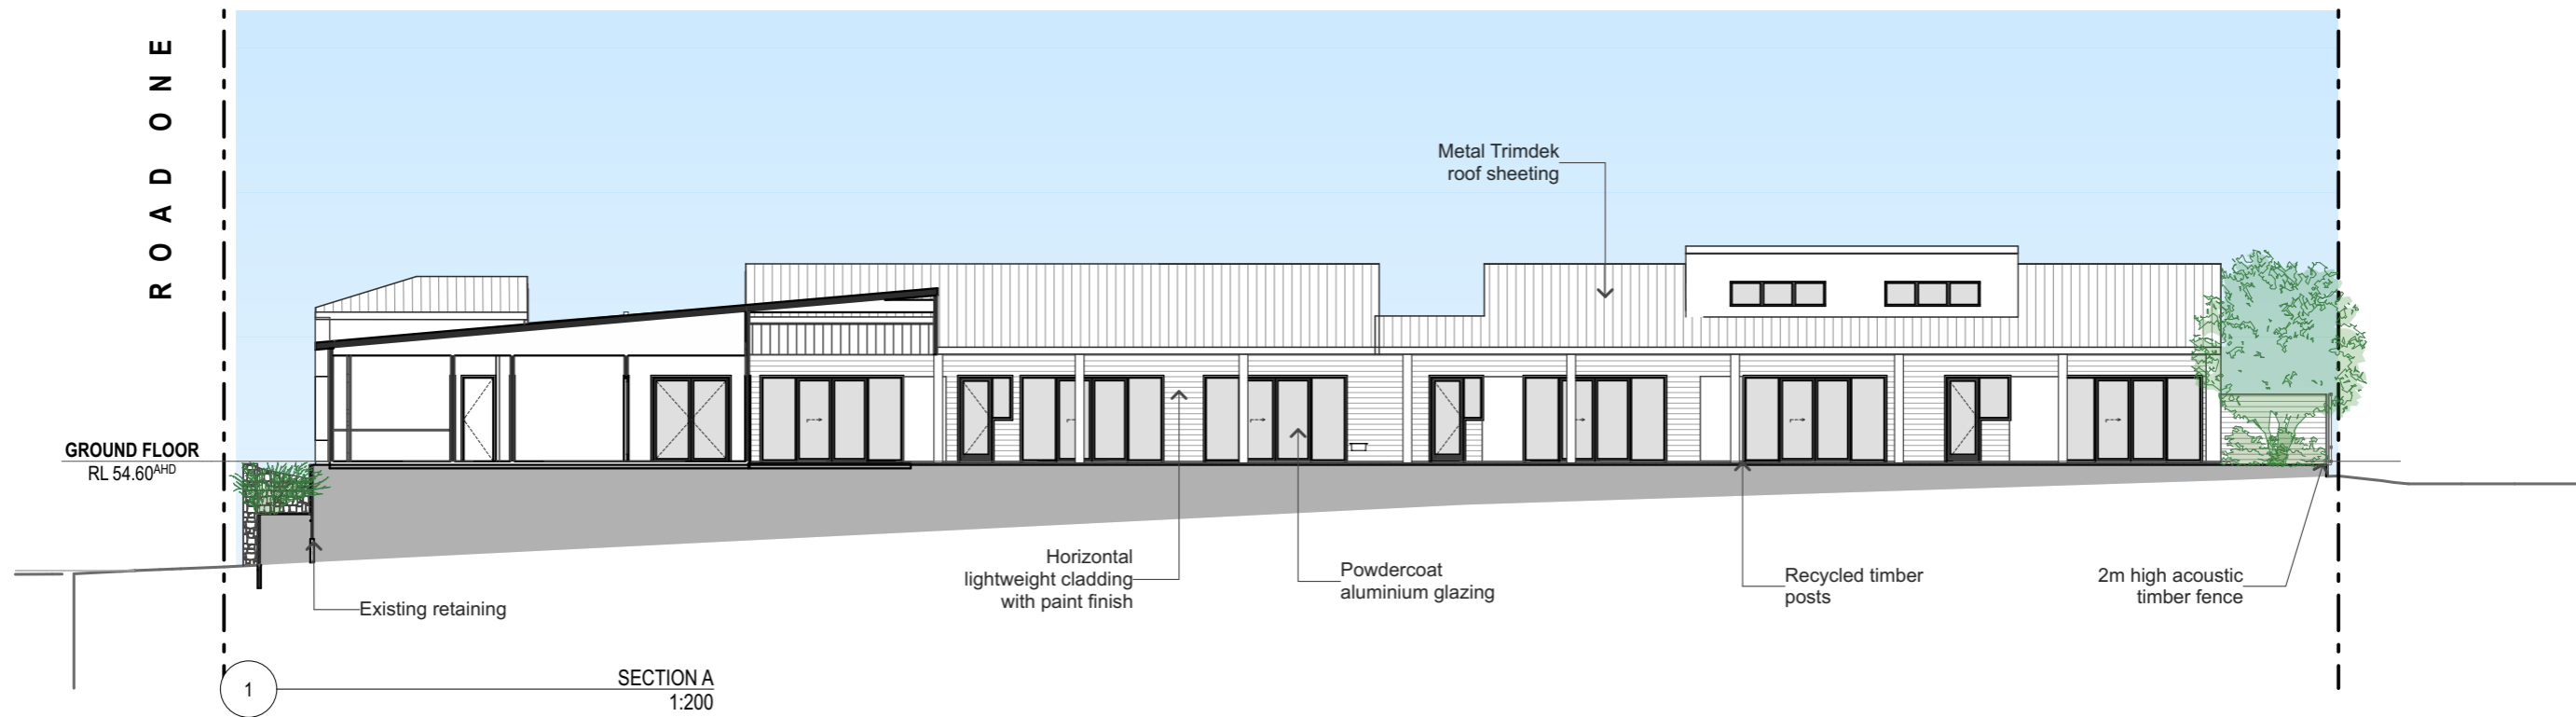 ROAD ONE
Metal Trimdek
roof sheeting
GROUND FLOOR
RL 54.60AHD
Horizontal
lightweight cladding
with paint finish
Powdercoat
aluminium glazing
Recycled timber
posts
2m high acoustic
timber fence
Existing retaining
1
SECTION A
1:200